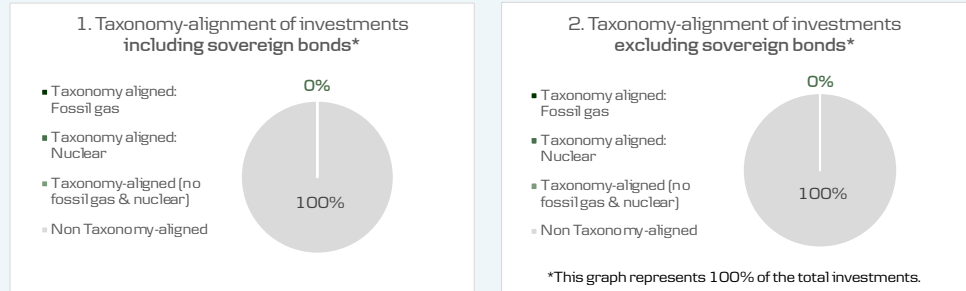 1. Taxonomy-alignment of investments
including sovereign bonds*
Taxonomy aligned:
Fossil gas
Taxonomy aligned:
Nuclear
Taxonomy-aligned (no
fossil gas & nuclear)
Non Taxonomy-aligned
0%
100%
2. Taxonomy-alignment of investments
excluding sovereign bonds*
Taxonomy aligned:
Fossil gas
Taxonomy aligned:
Nuclear
Taxonomy-aligned (no
fossil gas & nuclear)
Non Taxonomy-aligned
0%
100%
*This graph represents 100% of the total investments.